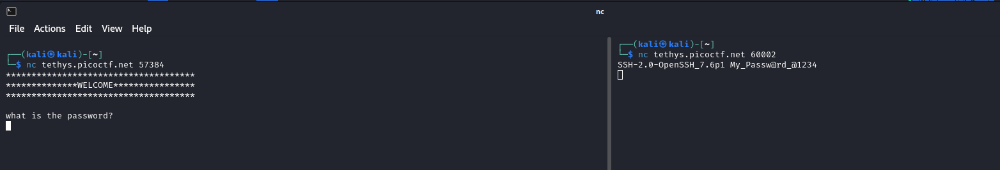 nc
File Actions Edit View Help
┌──(kali㉿kali)-[~]
└─$ nc tethys.picoctf.net 57384
*************************************
**************WELCOME****************
*************************************
what is the password?
┌──(kali㉿kali)-[~]
└─$ nc tethys.picoctf.net 60002
SSH-2.0-OpenSSH_7.6p1 My_Passw@rd_@1234